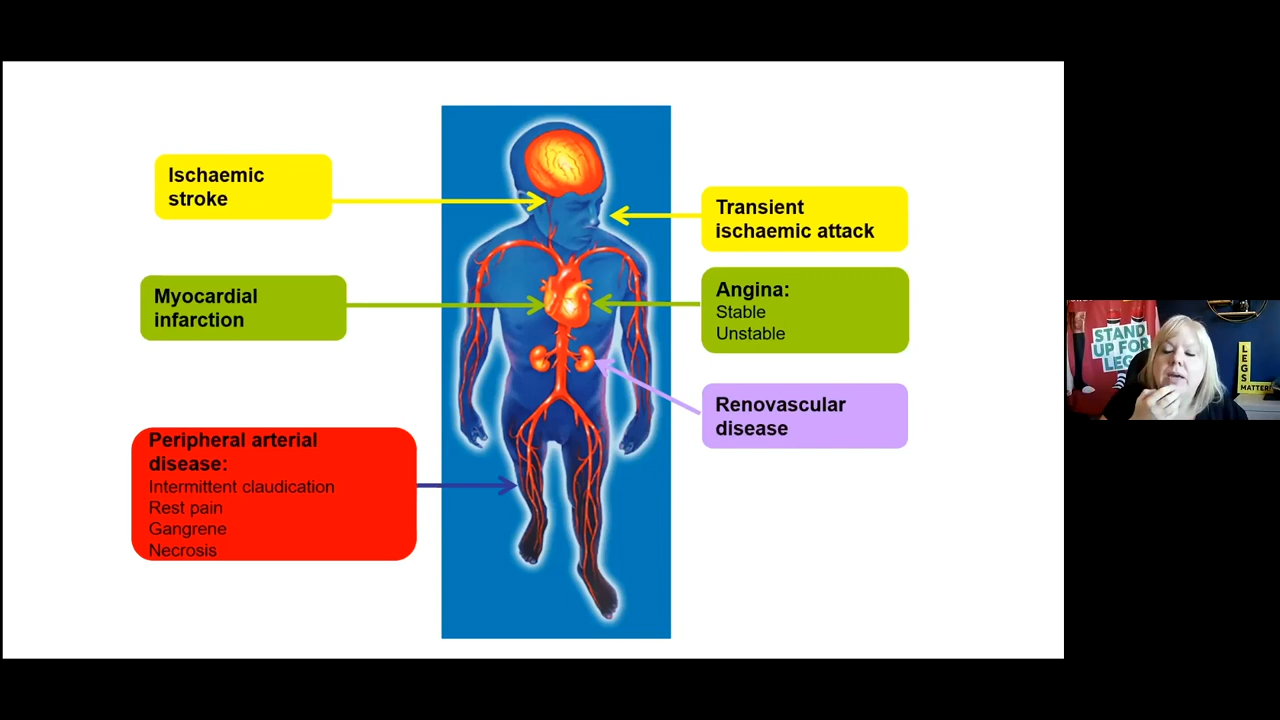 Ischaemic
stroke
Transient
ischaemic attack
Myocardial
infarction
Angina:
Stable
Unstable
Renovascular
disease
Peripheral arterial
disease:
Intermittent claudication
Rest pain
Gangrene
Necrosis
STAND
UP FOR
LEGS
MATTER!